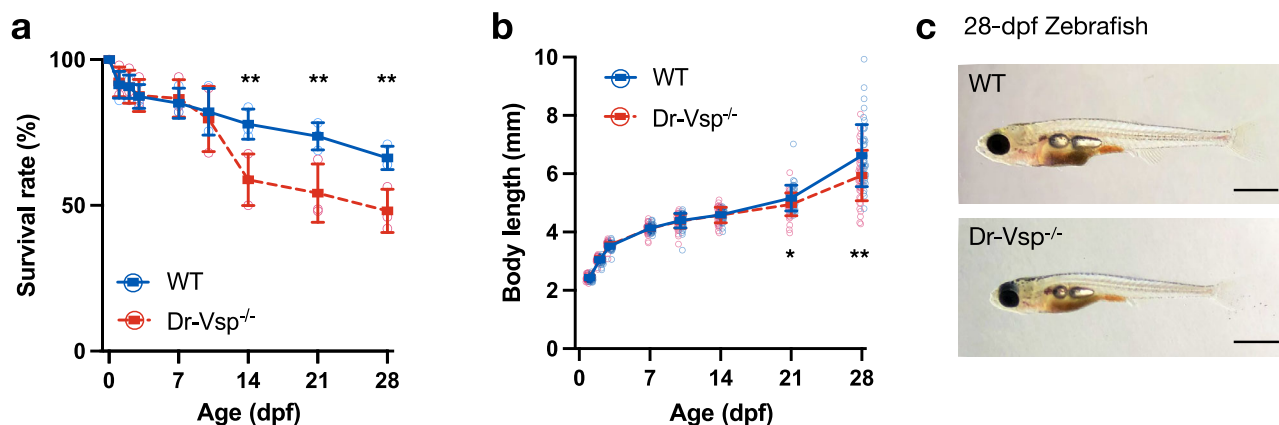 a
100
50
0
Survival rate (%)
** ** **
WT
Dr-Vsp⁻/⁻
0 7 14 21 28
Age (dpf)
b
10
8
6
4
2
0
Body length (mm)
WT
Dr-Vsp⁻/⁻
* **
0 7 14 21 28
Age (dpf)
c 28-dpf Zebrafish
WT
Dr-Vsp⁻/⁻